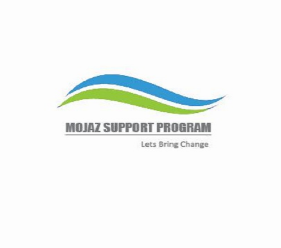 MOJAZ SUPPORT PROGRAM
Lets Bring Change